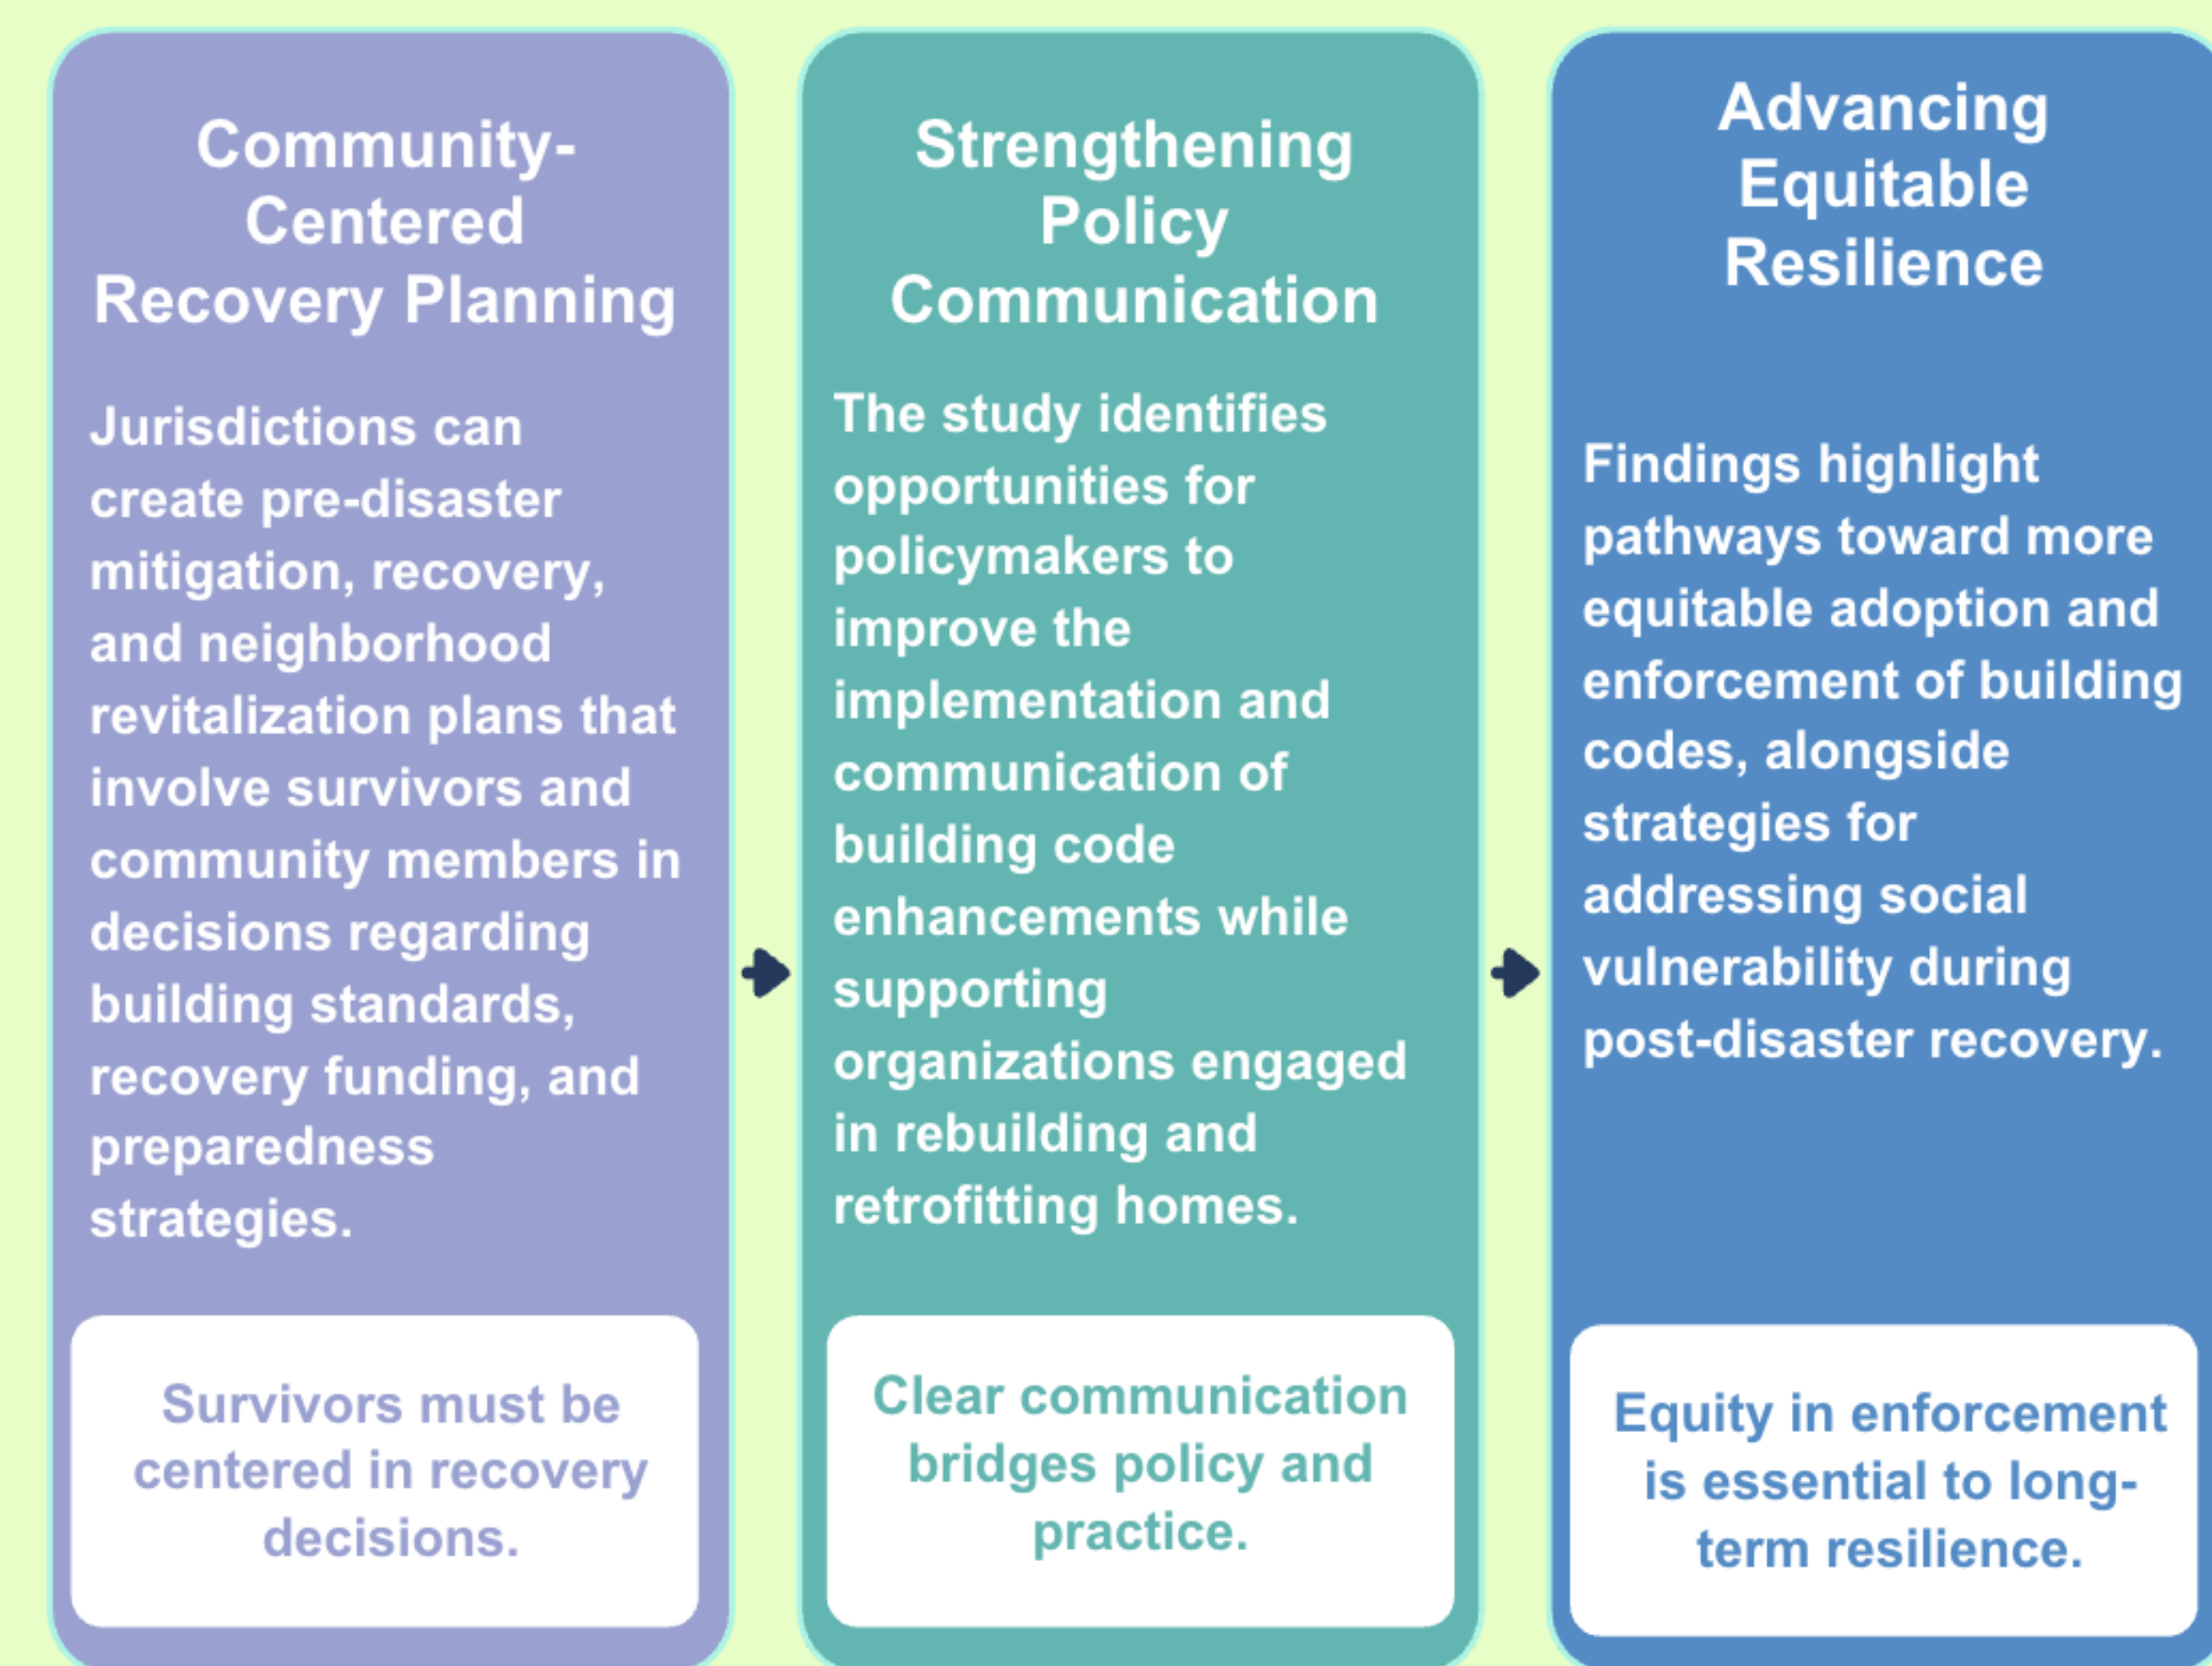 Community-
Centered
Recovery Planning
Jurisdictions can
create pre-disaster
mitigation, recovery,
and neighborhood
revitalization plans that
involve survivors and
community members in
decisions regarding
building standards,
recovery funding, and
preparedness
strategies.
Survivors must be
centered in recovery
decisions.
Strengthening
Policy
Communication
The study identifies
opportunities for
policymakers to
improve the
implementation and
communication of
building code
enhancements while
supporting
organizations engaged
in rebuilding and
retrofitting homes.
Clear communication
bridges policy and
practice.
Advancing
Equitable
Resilience
Findings highlight
pathways toward more
equitable adoption and
enforcement of building
codes, alongside
strategies for
addressing social
vulnerability during
post-disaster recovery.
Equity in enforcement
is essential to long-
term resilience.